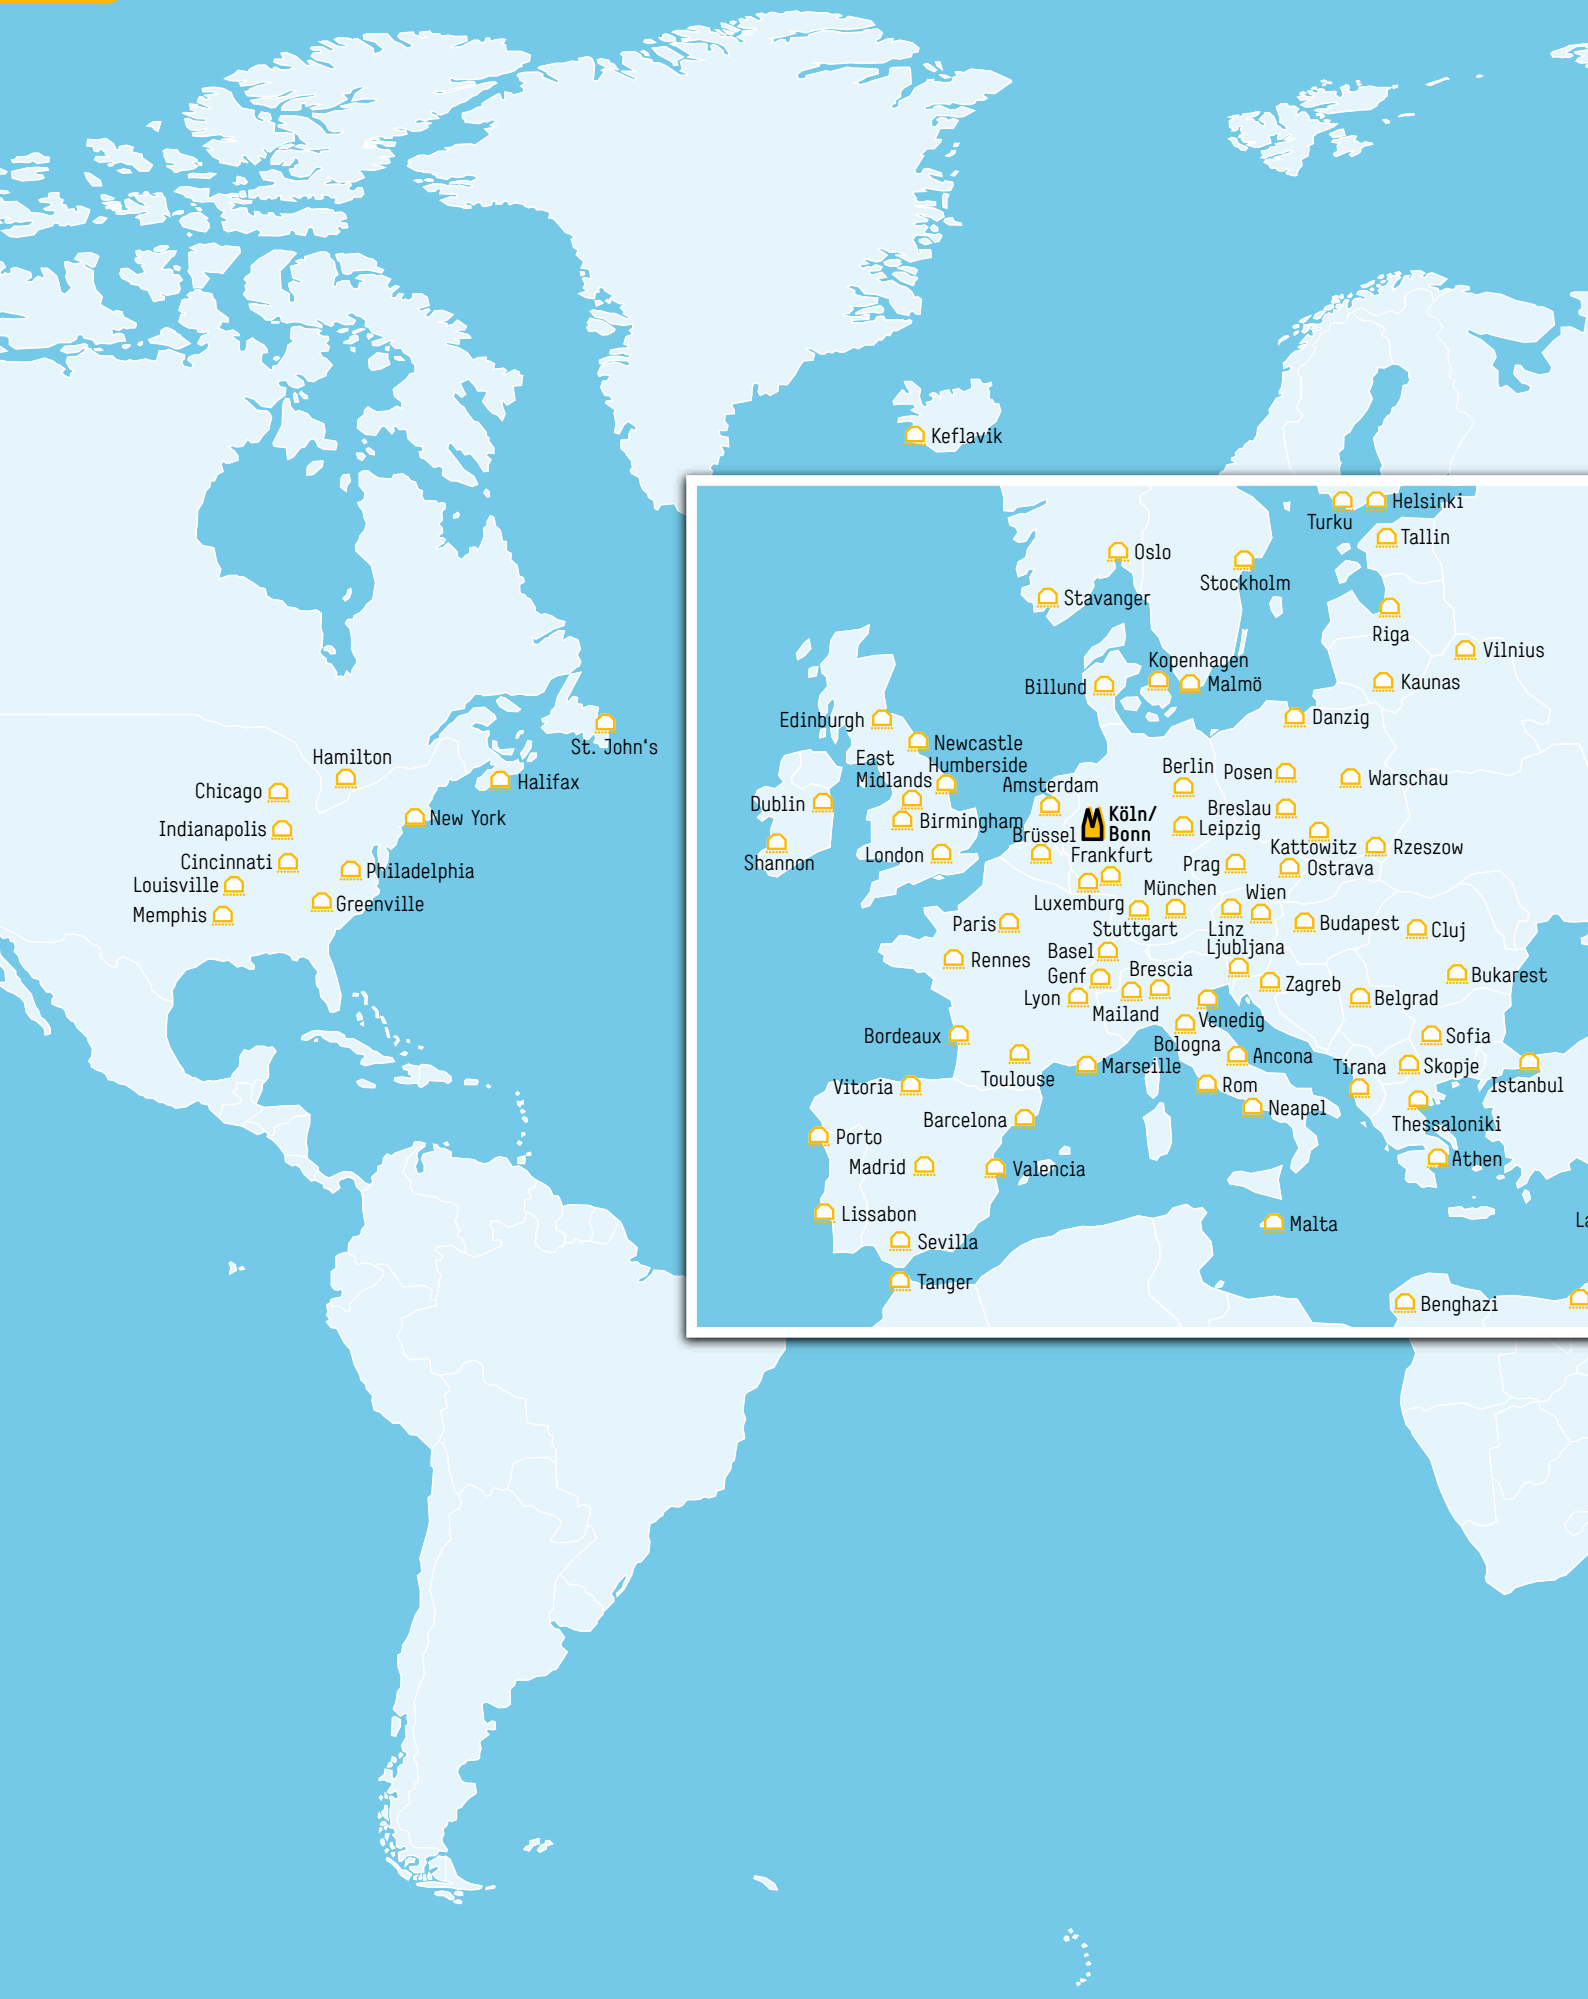 Keflavik
Helsinki
Turku
Tallin
Oslo
Stockholm
Stavanger
Riga
Vilnius
Kopenhagen
Kaunas
Billund
Malmö
Danzig
Edinburgh
St. John‘s
Newcastle
Hamilton
East
Midlands
Humberside
Berlin
Posen
Warschau
Halifax
Chicago
Amsterdam
Dublin
Breslau
Köln/
Bonn
New York
Birmingham
Indianapolis
Leipzig
Brüssel
Kattowitz
Rzeszow
London
Frankfurt
Shannon
Cincinnati
Prag
Ostrava
Philadelphia
Louisville
München
Wien
Luxemburg
Greenville
Memphis
Paris
Stuttgart
Linz
Budapest
Cluj
Ljubljana
Basel
Rennes
Genf
Brescia
Bukarest
Zagreb
Lyon
Belgrad
Mailand
Venedig
Bordeaux
Sofia
Bologna
Ancona
Marseille
Tirana
Skopje
Toulouse
Istanbul
Vitoria
Rom
Neapel
Barcelona
Thessaloniki
Porto
Athen
Madrid
Valencia
Lissabon
Malta
La
Sevilla
Tanger
Benghazi